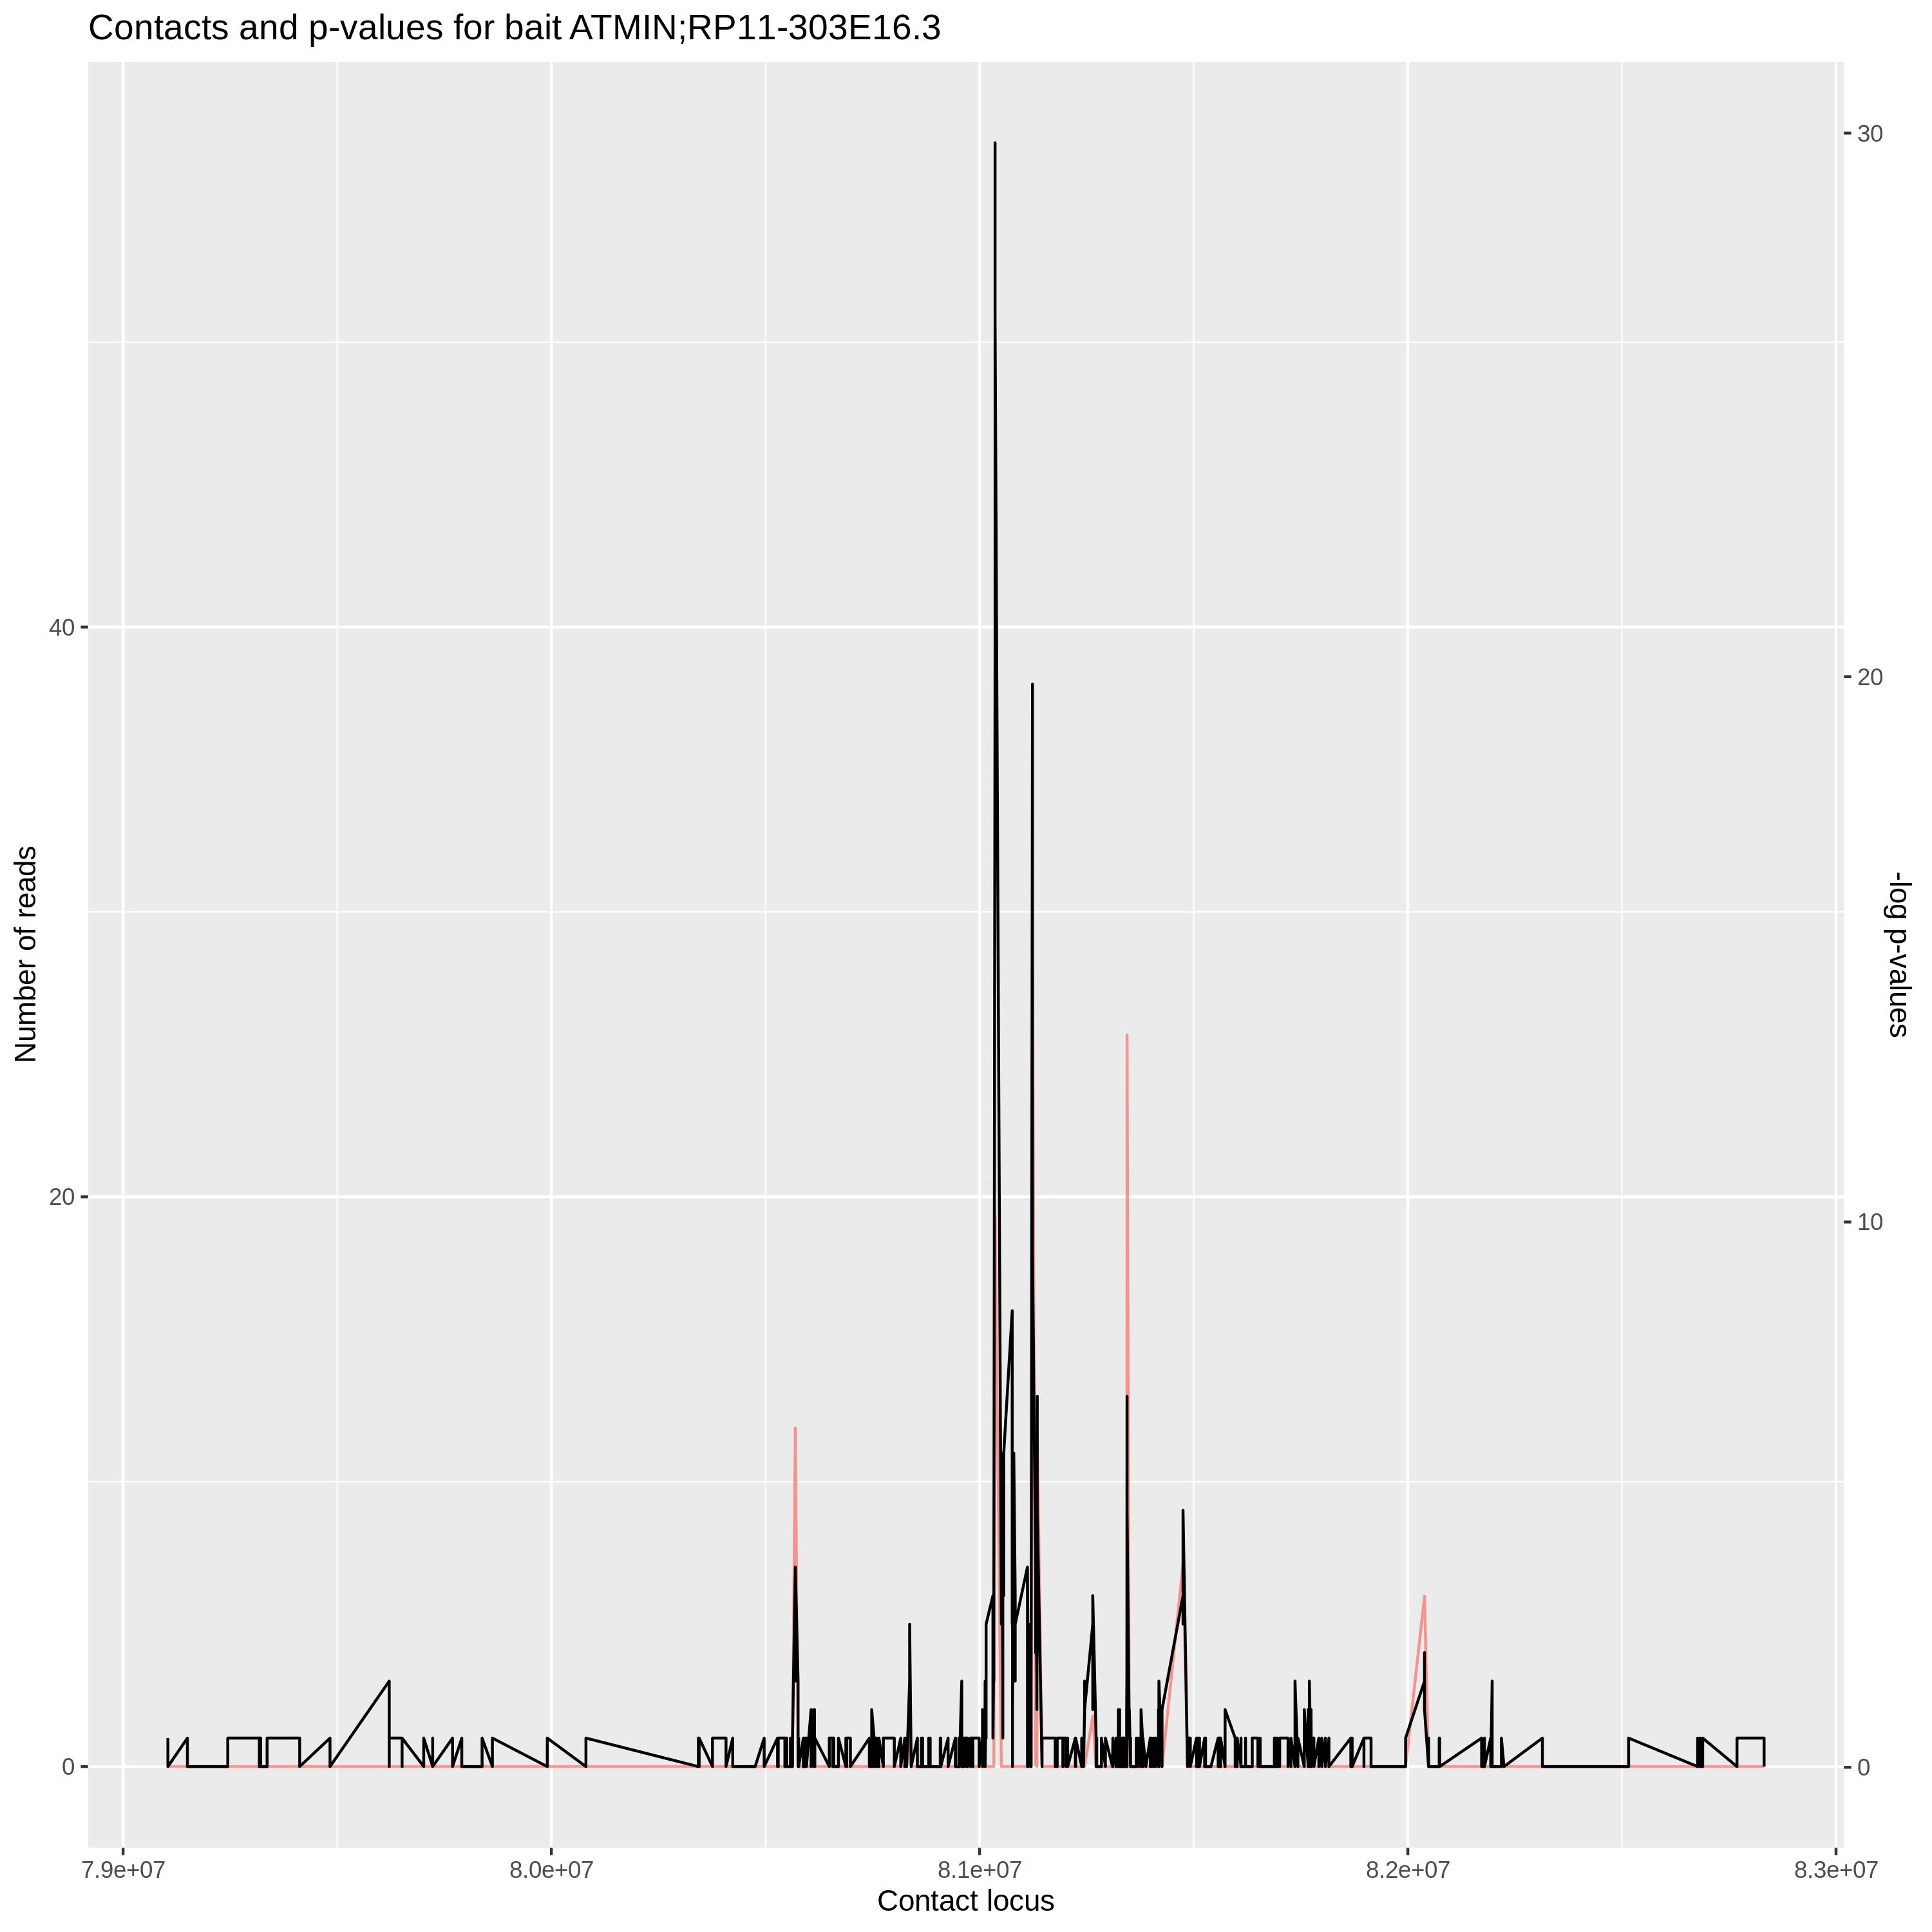 Contacts and p-values for bait ATMIN;RP11-303E16.3
Number of reads
40
20
0
30
20
10
0
-log p-values
7.9e+07 8.0e+07 8.1e+07 8.2e+07 8.3e+07
Contact locus